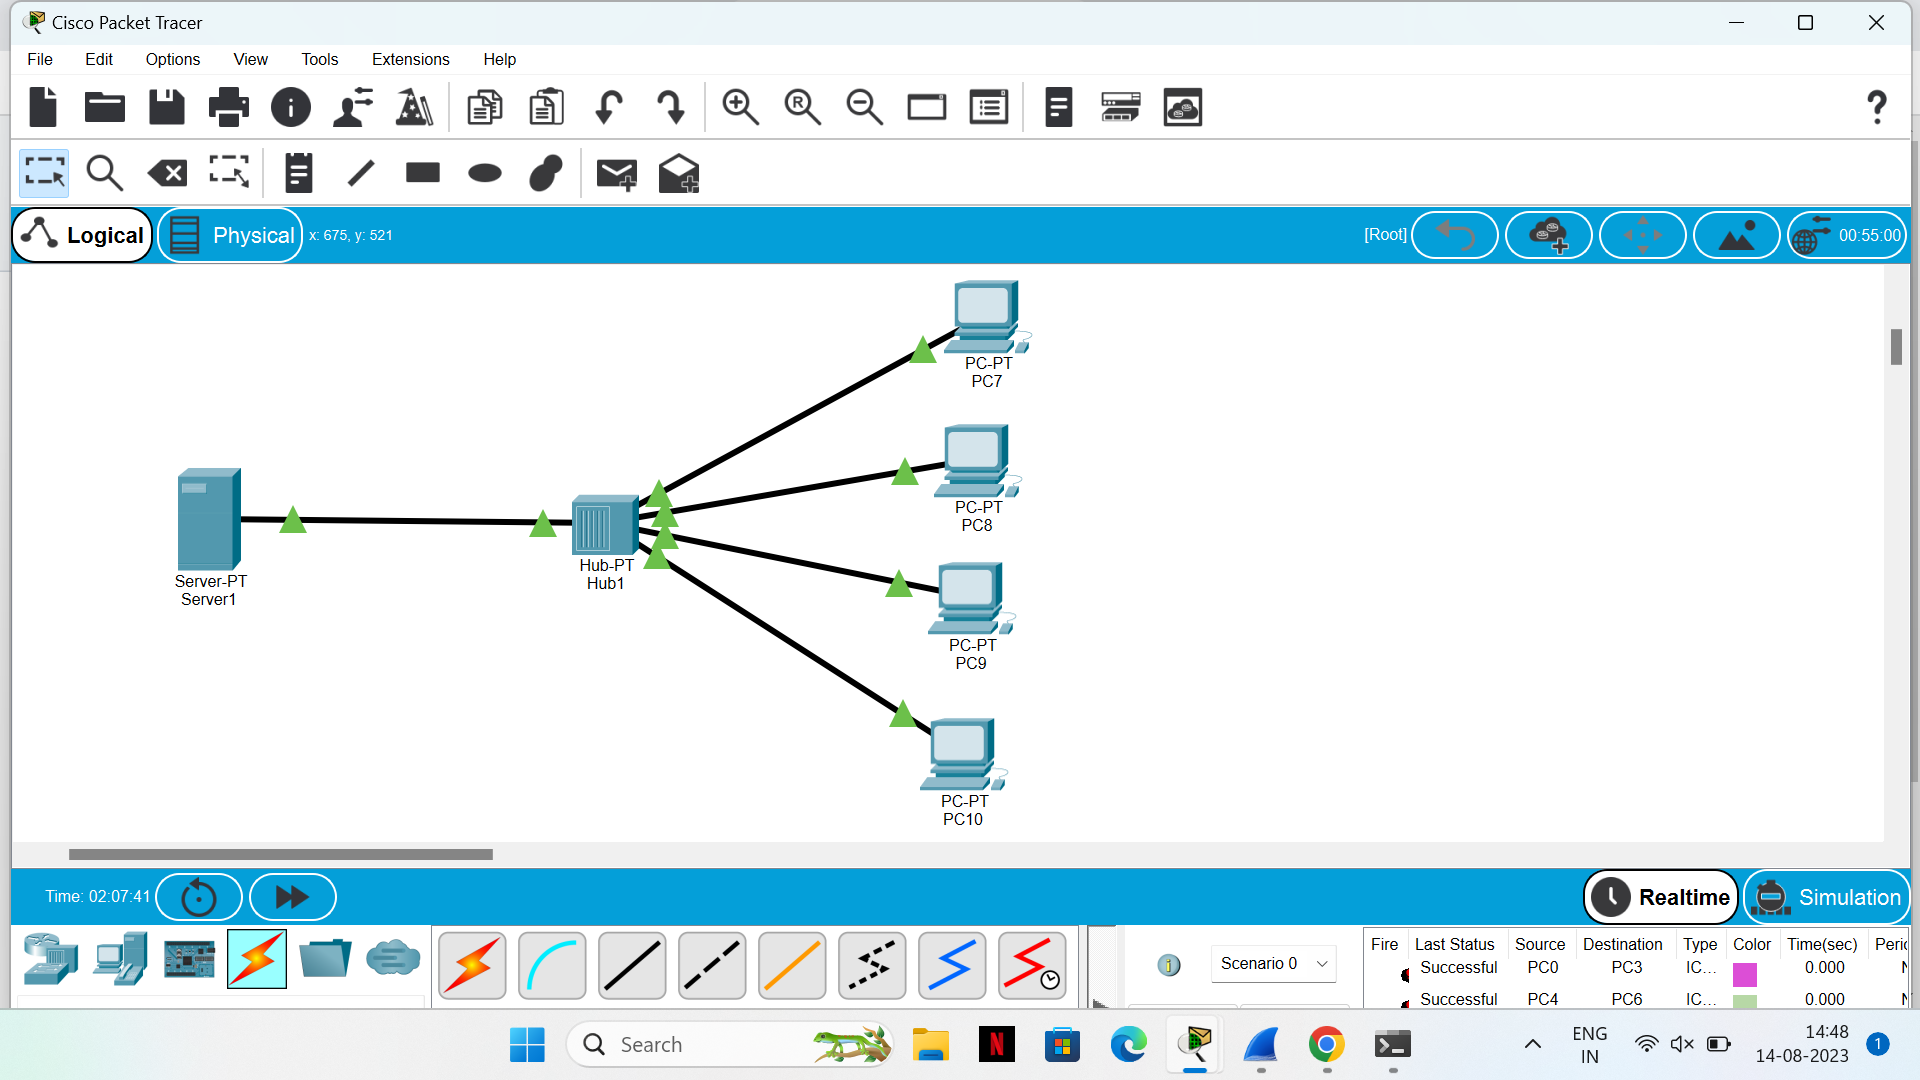 Cisco Packet Tracer
File Edit Options View Tools Extensions Help
R
?
Logical Physical x: 675, y: 521 [Root] 00:55:00
PC-PT
PC7
PC-PT
PC8
Server-PT
Server1
Hub-PT
Hub1
PC-PT
PC9
PC-PT
PC10
Time: 02:07:41 Realtime Simulation
Scenario 0
Fire Last Status Source Destination Type Color Time(sec)
Successful PC0 PC3 IC... 0.000
Successful PC4 PC6 IC... 0.000
Search
N
ENG
IN
14:48
14-08-2023
1